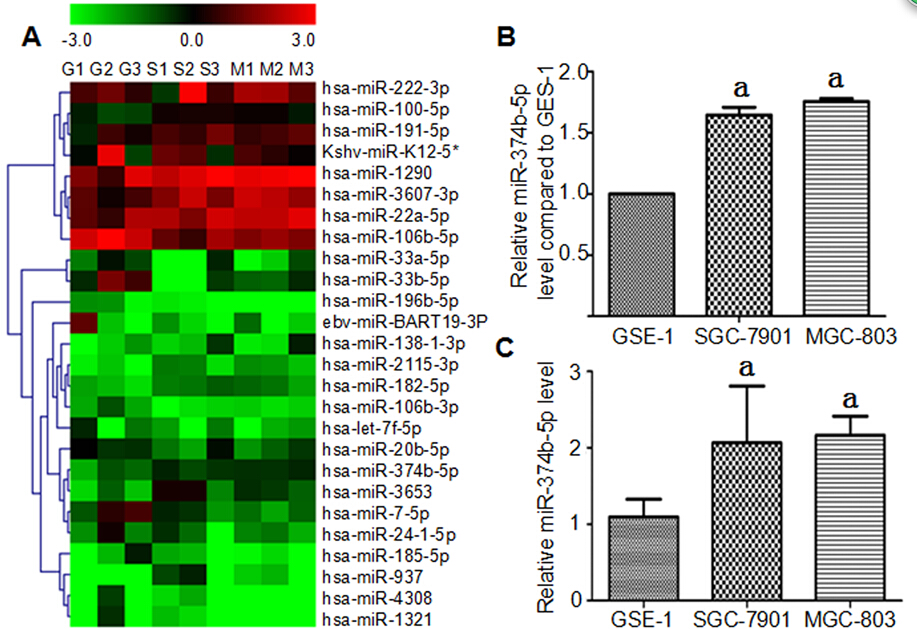 A
-3.0 0.0 3.0
G1 G2 G3 S1 S2 S3 M1 M2 M3
hsa-miR-222-3p
hsa-miR-100-5p
hsa-miR-191-5p
Kshv-miR-K12-5*
hsa-miR-1290
hsa-miR-3607-3p
hsa-miR-22a-5p
hsa-miR-106b-5p
hsa-miR-33a-5p
hsa-miR-33b-5p
hsa-miR-196b-5p
ebv-miR-BART19-3P
hsa-miR-138-1-3p
hsa-miR-2115-3p
hsa-miR-182-5p
hsa-miR-106b-3p
hsa-let-7f-5p
hsa-miR-20b-5p
hsa-miR-374b-5p
hsa-miR-3653
hsa-miR-7-5p
hsa-miR-24-1-5p
hsa-miR-185-5p
hsa-miR-937
hsa-miR-4308
hsa-miR-1321
B
Relative miR-374b-5p
level compared to GES-1
2.0
1.5
1.0
0.5
a
a
GSE-1 SGC-7901 MGC-803
C
Relative miR-374b-5p level
3
2
1
0
a
a
GSE-1 SGC-7901 MGC-803